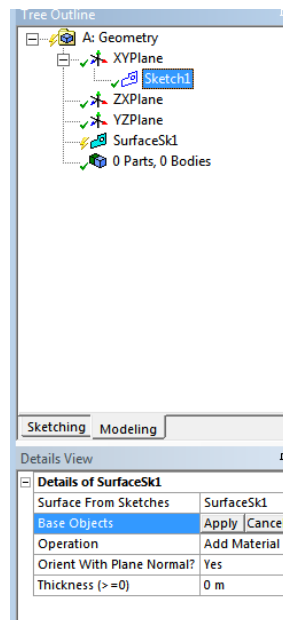 Tree Outline
A: Geometry
XYPlane
Sketch1
ZXPlane
YZPlane
SurfaceSk1
0 Parts, 0 Bodies
Sketching Modeling
Details View
Details of SurfaceSk1
Surface From Sketches SurfaceSk1
Base Objects Apply Cancel
Operation Add Material
Orient With Plane Normal? Yes
Thickness (>=0) 0 m